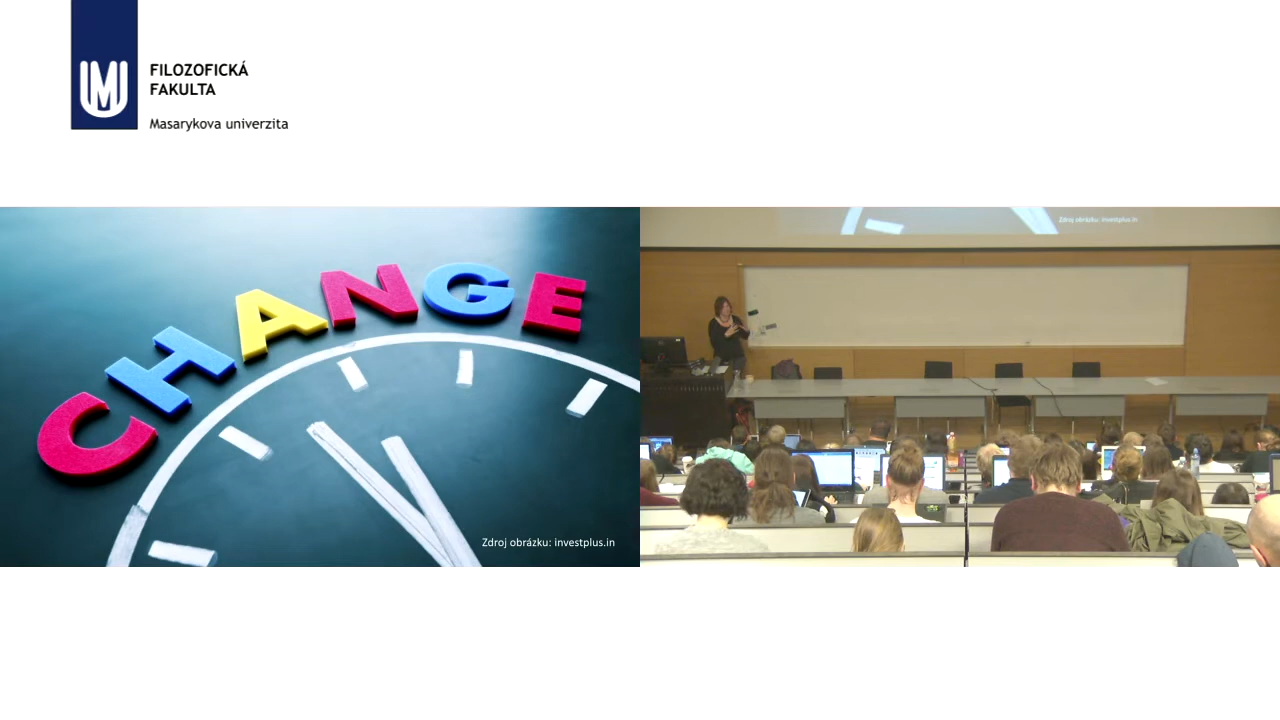 FILOZOFICKÁ
FAKULTA
Masarykova univerzita
CHANGE
Zdroj obrázku: investplus.in
Zdroj obrázku: investplus.in